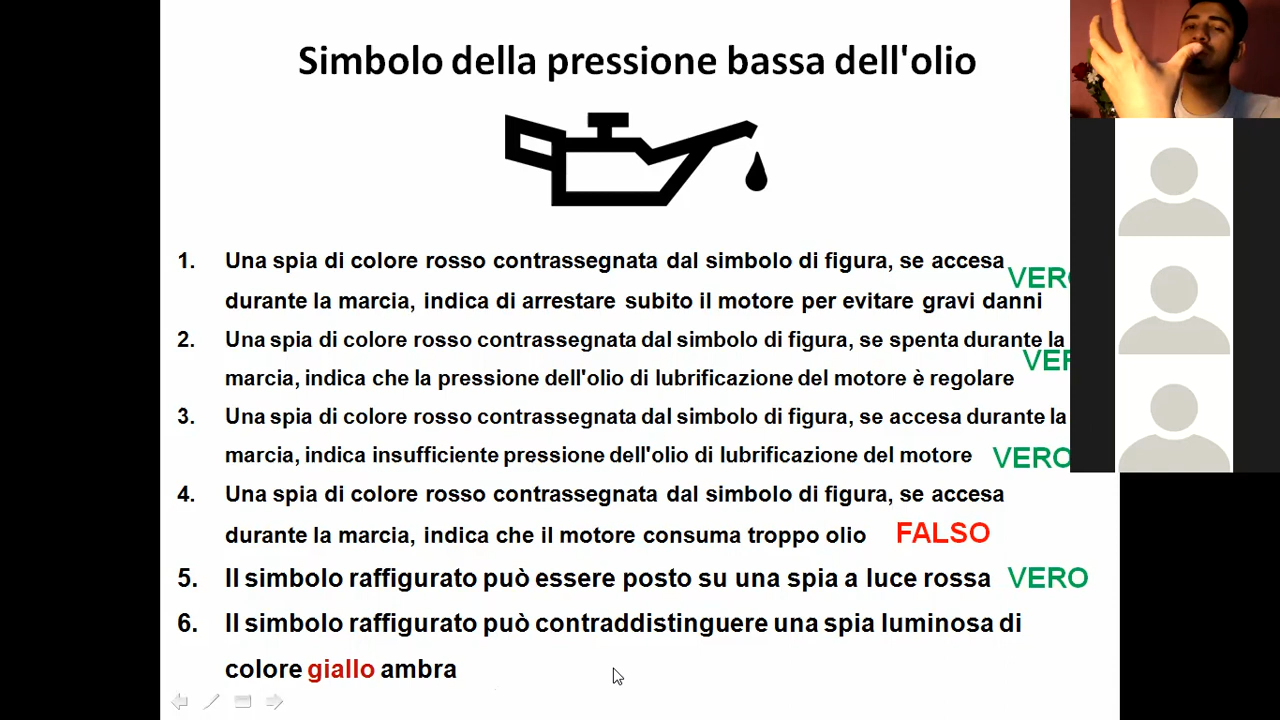 Simbolo della pressione bassa dell'olio
1. Una spia di colore rosso contrassegnata dal simbolo di figura, se accesa
durante la marcia, indica di arrestare subito il motore per evitare gravi danni
VERO
2. Una spia di colore rosso contrassegnata dal simbolo di figura, se spenta durante la
marcia, indica che la pressione dell'olio di lubrificazione del motore è regolare
VER
3. Una spia di colore rosso contrassegnata dal simbolo di figura, se accesa durante la
marcia, indica insufficiente pressione dell'olio di lubrificazione del motore VERO
4. Una spia di colore rosso contrassegnata dal simbolo di figura, se accesa
durante la marcia, indica che il motore consuma troppo olio FALSO
5. Il simbolo raffigurato può essere posto su una spia a luce rossa VERO
6. Il simbolo raffigurato può contraddistinguere una spia luminosa di
colore giallo ambra